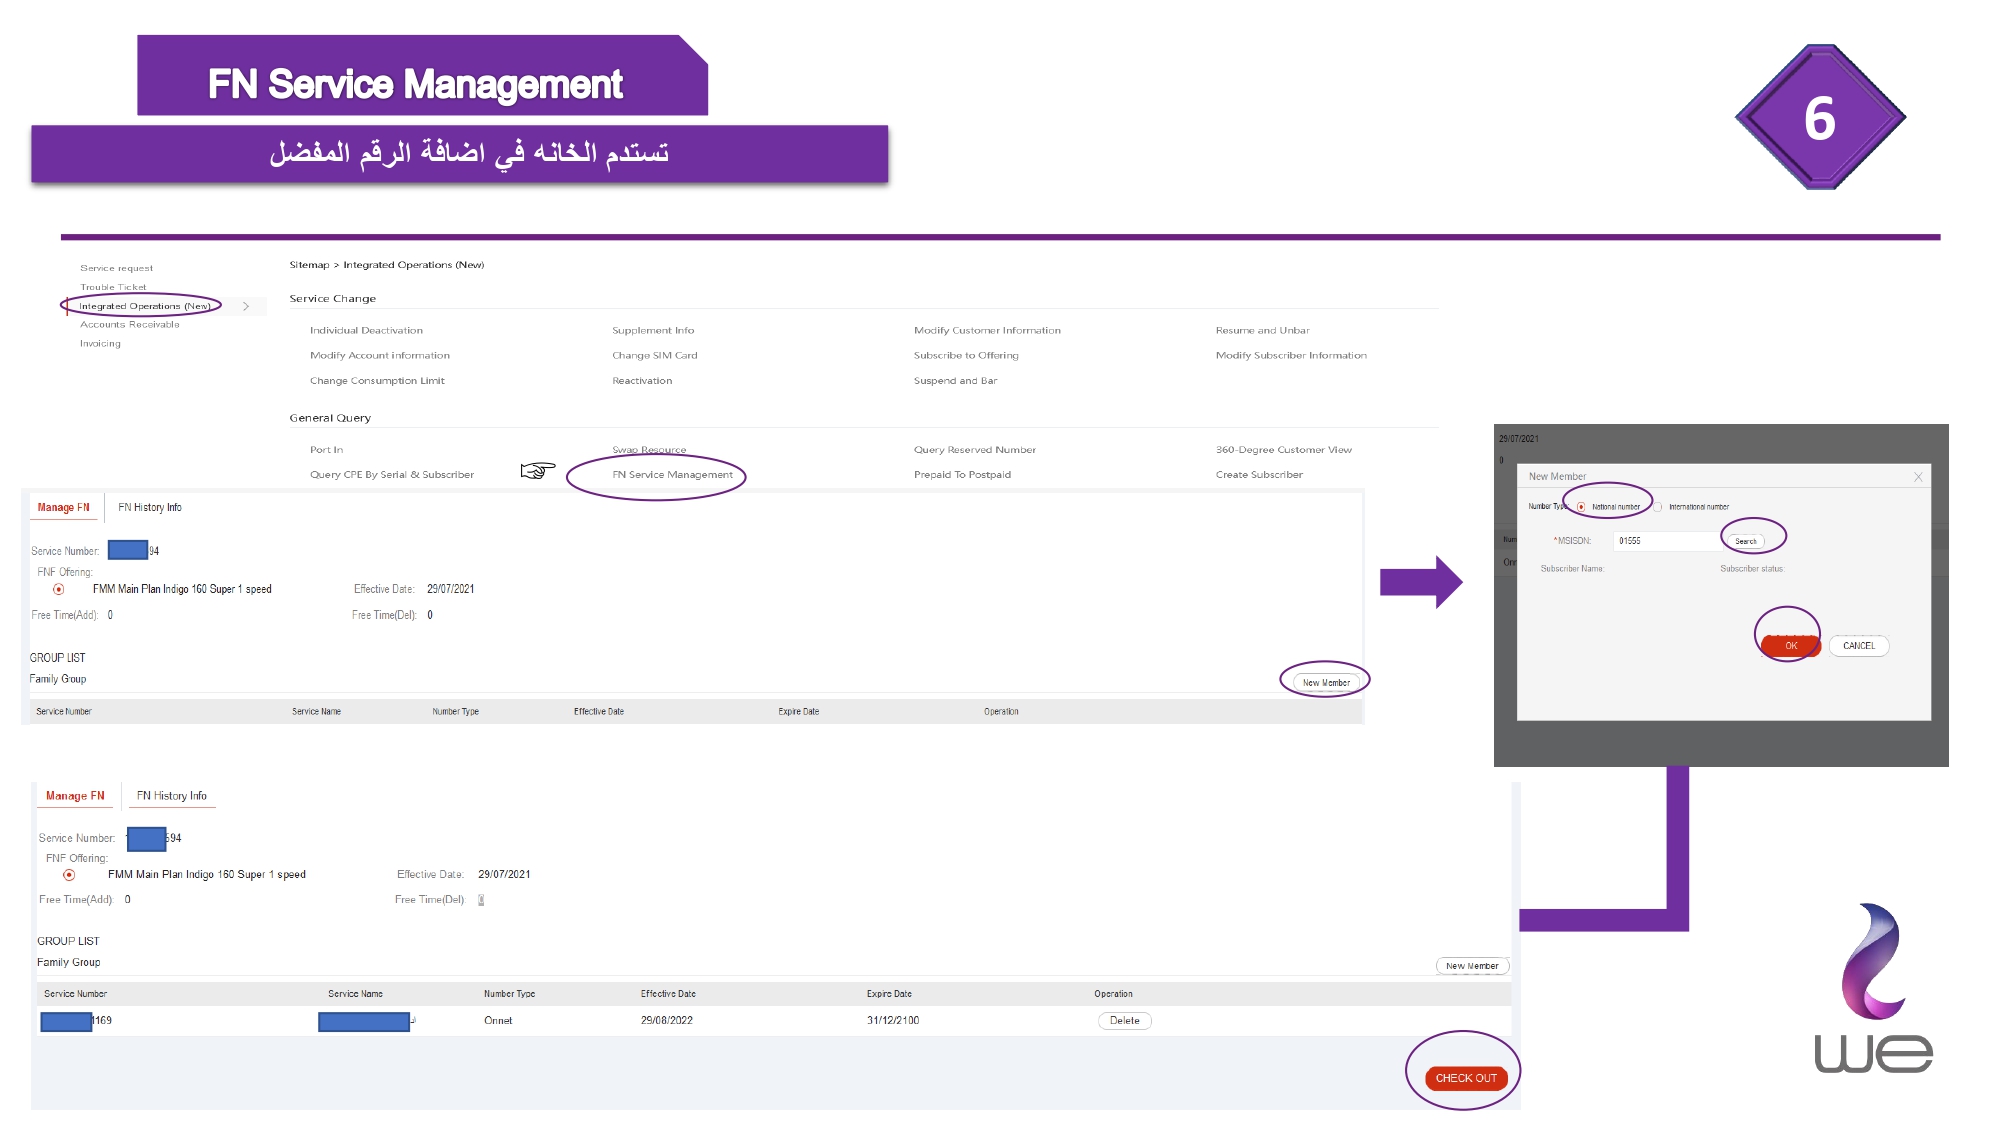 FN Service Management
تستدم الخانه في اضافة الرقم المفضل
6
Service request
Trouble Ticket
Integrated Operations (New)
Accounts Receivable
Invoicing
Sitemap > Integrated Operations (New)
Service Change
Individual Deactivation Supplement Info Modify Customer Information Resume and Unbar
Modify Account information Change SIM Card Subscribe to Offering Modify Subscriber Information
Change Consumption Limit Reactivation Suspend and Bar
General Query
Port In Swap Resource Query Reserved Number 360-Degree Customer View
Query CPE By Serial & Subscriber FN Service Management Prepaid To Postpaid Create Subscriber
Manage FN FN History Info
Service Number: 94
FNF Offering:
FMM Main Plan Indigo 160 Super 1 speed Effective Date: 29/07/2021
Free Time(Add): 0 Free Time(Del): 0
GROUP LIST
Family Group
New Member
Service Number Service Name Number Type Effective Date Expire Date Operation
29/07/2021
0
New Member
Number Type: National number International number
*MSISDN: 01555 Search
Subscriber Name: Subscriber status:
OK CANCEL
Manage FN FN History Info
Service Number: 594
FNF Offering:
FMM Main Plan Indigo 160 Super 1 speed Effective Date: 29/07/2021
Free Time(Add): 0 Free Time(Del): 0
GROUP LIST
Family Group
New Member
Service Number Service Name Number Type Effective Date Expire Date Operation
1169 Onnet 29/08/2022 31/12/2100 Delete
CHECK OUT
we